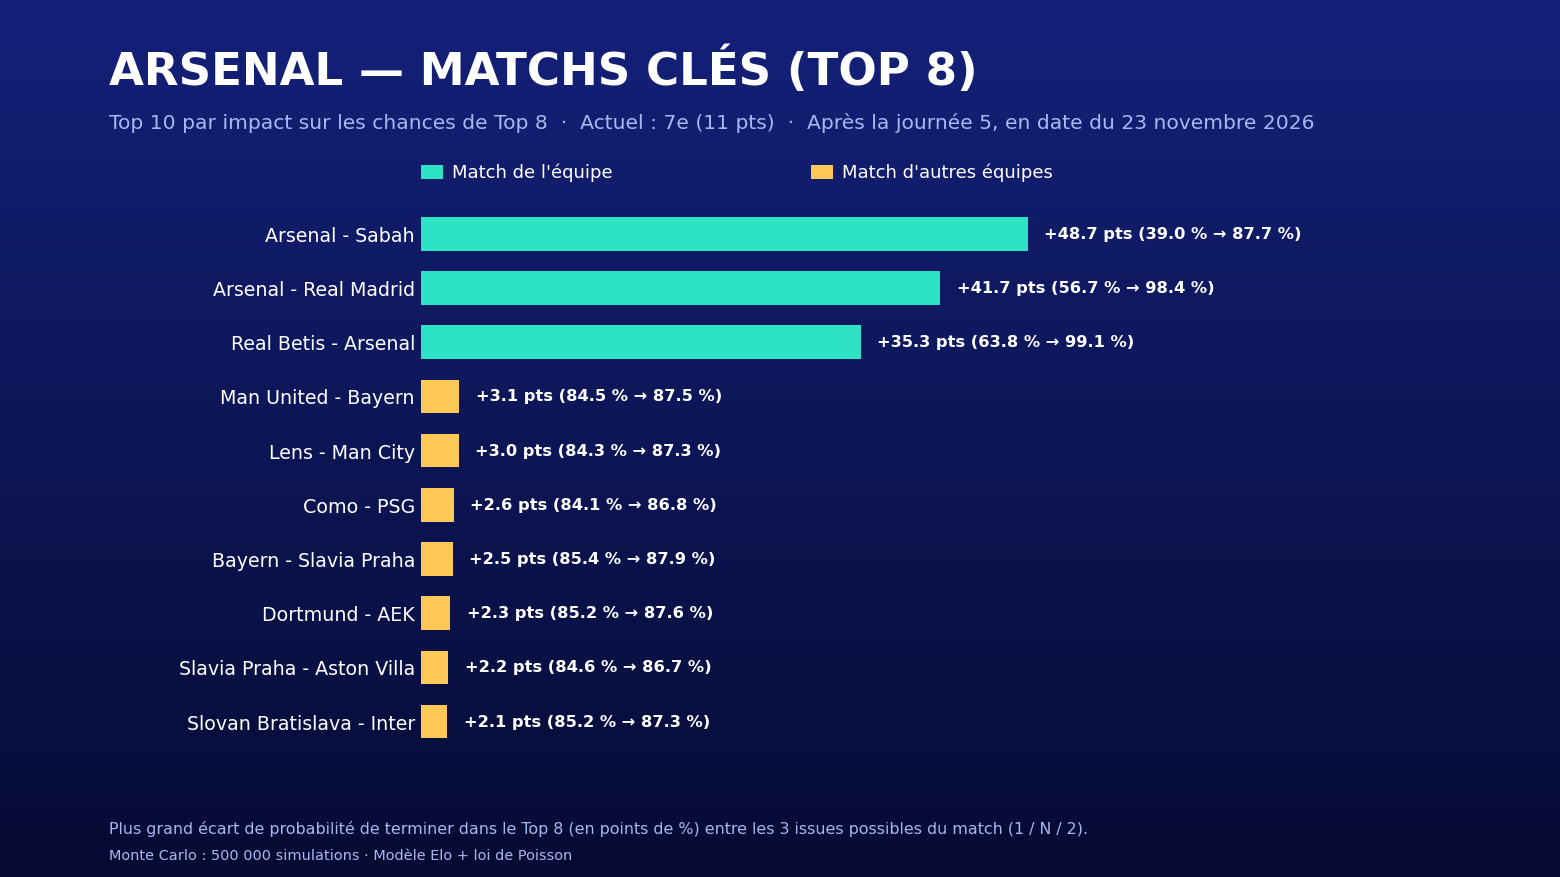 ARSENAL — MATCHS CLÉS (TOP 8)
Top 10 par impact sur les chances de Top 8 · Actuel : 7e (11 pts) · Après la journée 5, en date du 23 novembre 2026
Match de l'équipe
Match d'autres équipes
Arsenal - Sabah +48.7 pts (39.0 % → 87.7 %)
Arsenal - Real Madrid +41.7 pts (56.7 % → 98.4 %)
Real Betis - Arsenal +35.3 pts (63.8 % → 99.1 %)
Man United - Bayern +3.1 pts (84.5 % → 87.5 %)
Lens - Man City +3.0 pts (84.3 % → 87.3 %)
Como - PSG +2.6 pts (84.1 % → 86.8 %)
Bayern - Slavia Praha +2.5 pts (85.4 % → 87.9 %)
Dortmund - AEK +2.3 pts (85.2 % → 87.6 %)
Slavia Praha - Aston Villa +2.2 pts (84.6 % → 86.7 %)
Slovan Bratislava - Inter +2.1 pts (85.2 % → 87.3 %)
Plus grand écart de probabilité de terminer dans le Top 8 (en points de %) entre les 3 issues possibles du match (1 / N / 2).
Monte Carlo : 500 000 simulations · Modèle Elo + loi de Poisson